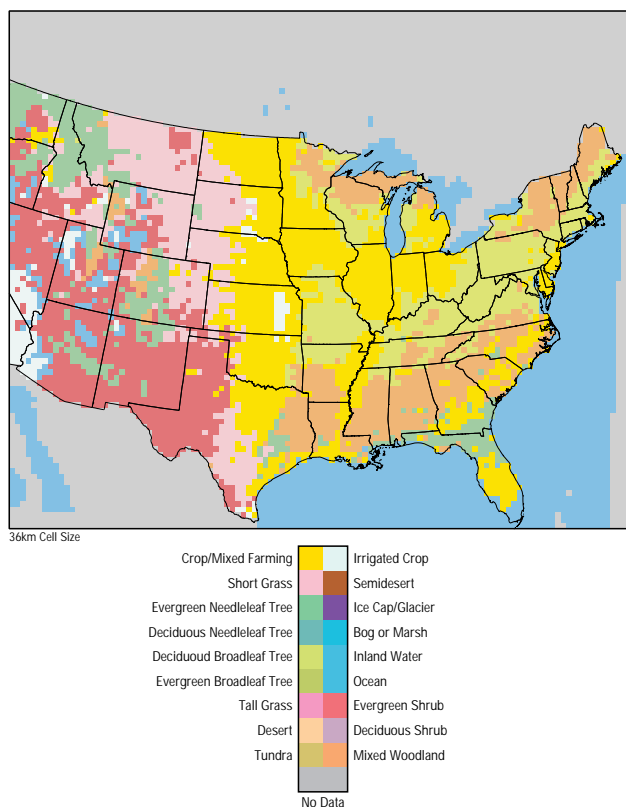 36km Cell Size
Crop/Mixed Farming Irrigated Crop
Short Grass Semidesert
Evergreen Needleleaf Tree Ice Cap/Glacier
Deciduous Needleleaf Tree Bog or Marsh
Deciduoud Broadleaf Tree Inland Water
Evergreen Broadleaf Tree Ocean
Tall Grass Evergreen Shrub
Desert Deciduous Shrub
Tundra Mixed Woodland
No Data